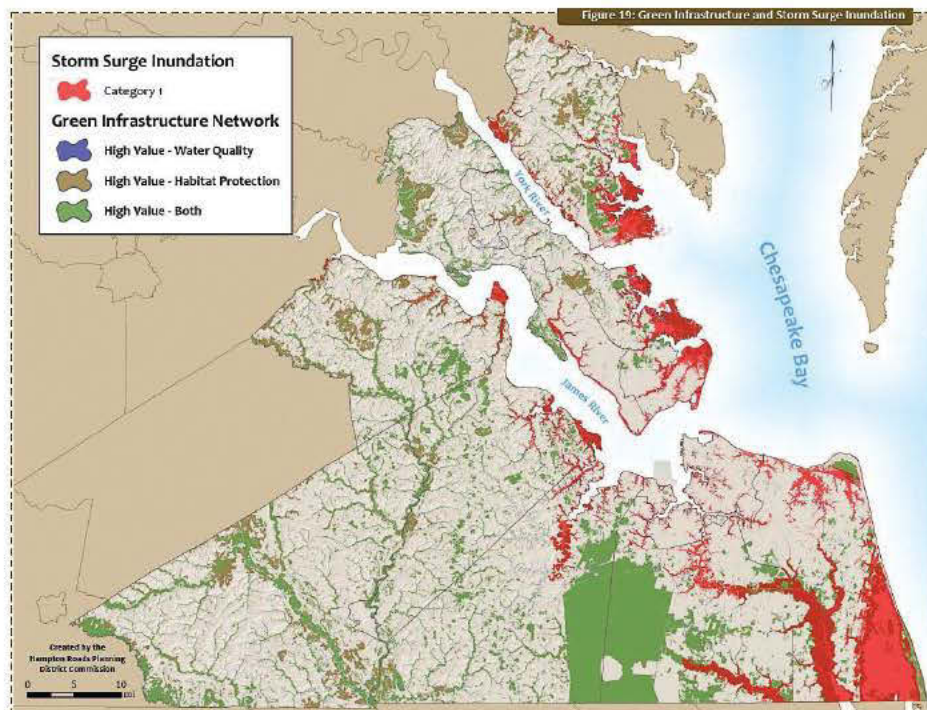 Figure 19: Green Infrastructure and Storm Surge Inundation
Storm Surge Inundation
Category 1
Green Infrastructure Network
High Value - Water Quality
High Value - Habitat Protection
High Value - Both
York River
Chesapeake Bay
James River
Created by the
Hampton Roads Planning
District Commission
0 5 10
mi